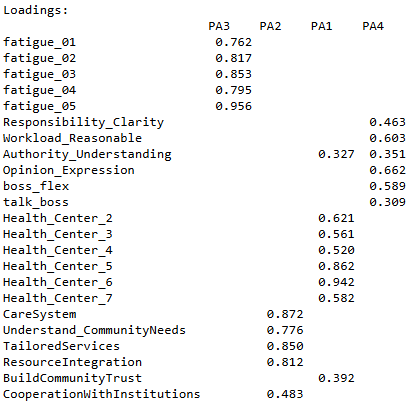 Loadings:
                           PA3    PA2    PA1    PA4
fatigue_01                  0.762
fatigue_02                  0.817
fatigue_03                  0.853
fatigue_04                  0.795
fatigue_05                  0.956
Responsibility_Clarity                           0.463
Workload_Reasonable                              0.603
Authority_Understanding                   0.327  0.351
Opinion_Expression                               0.662
boss_flex                                        0.589
talk_boss                                        0.309
Health_Center_2                           0.621
Health_Center_3                           0.561
Health_Center_4                           0.520
Health_Center_5                           0.862
Health_Center_6                           0.942
Health_Center_7                           0.582
CareSystem                         0.872
Understand_CommunityNeeds          0.776
TailoredServices                   0.850
ResourceIntegration                0.812
BuildCommunityTrust                       0.392
CooperationWithInstitutions        0.483